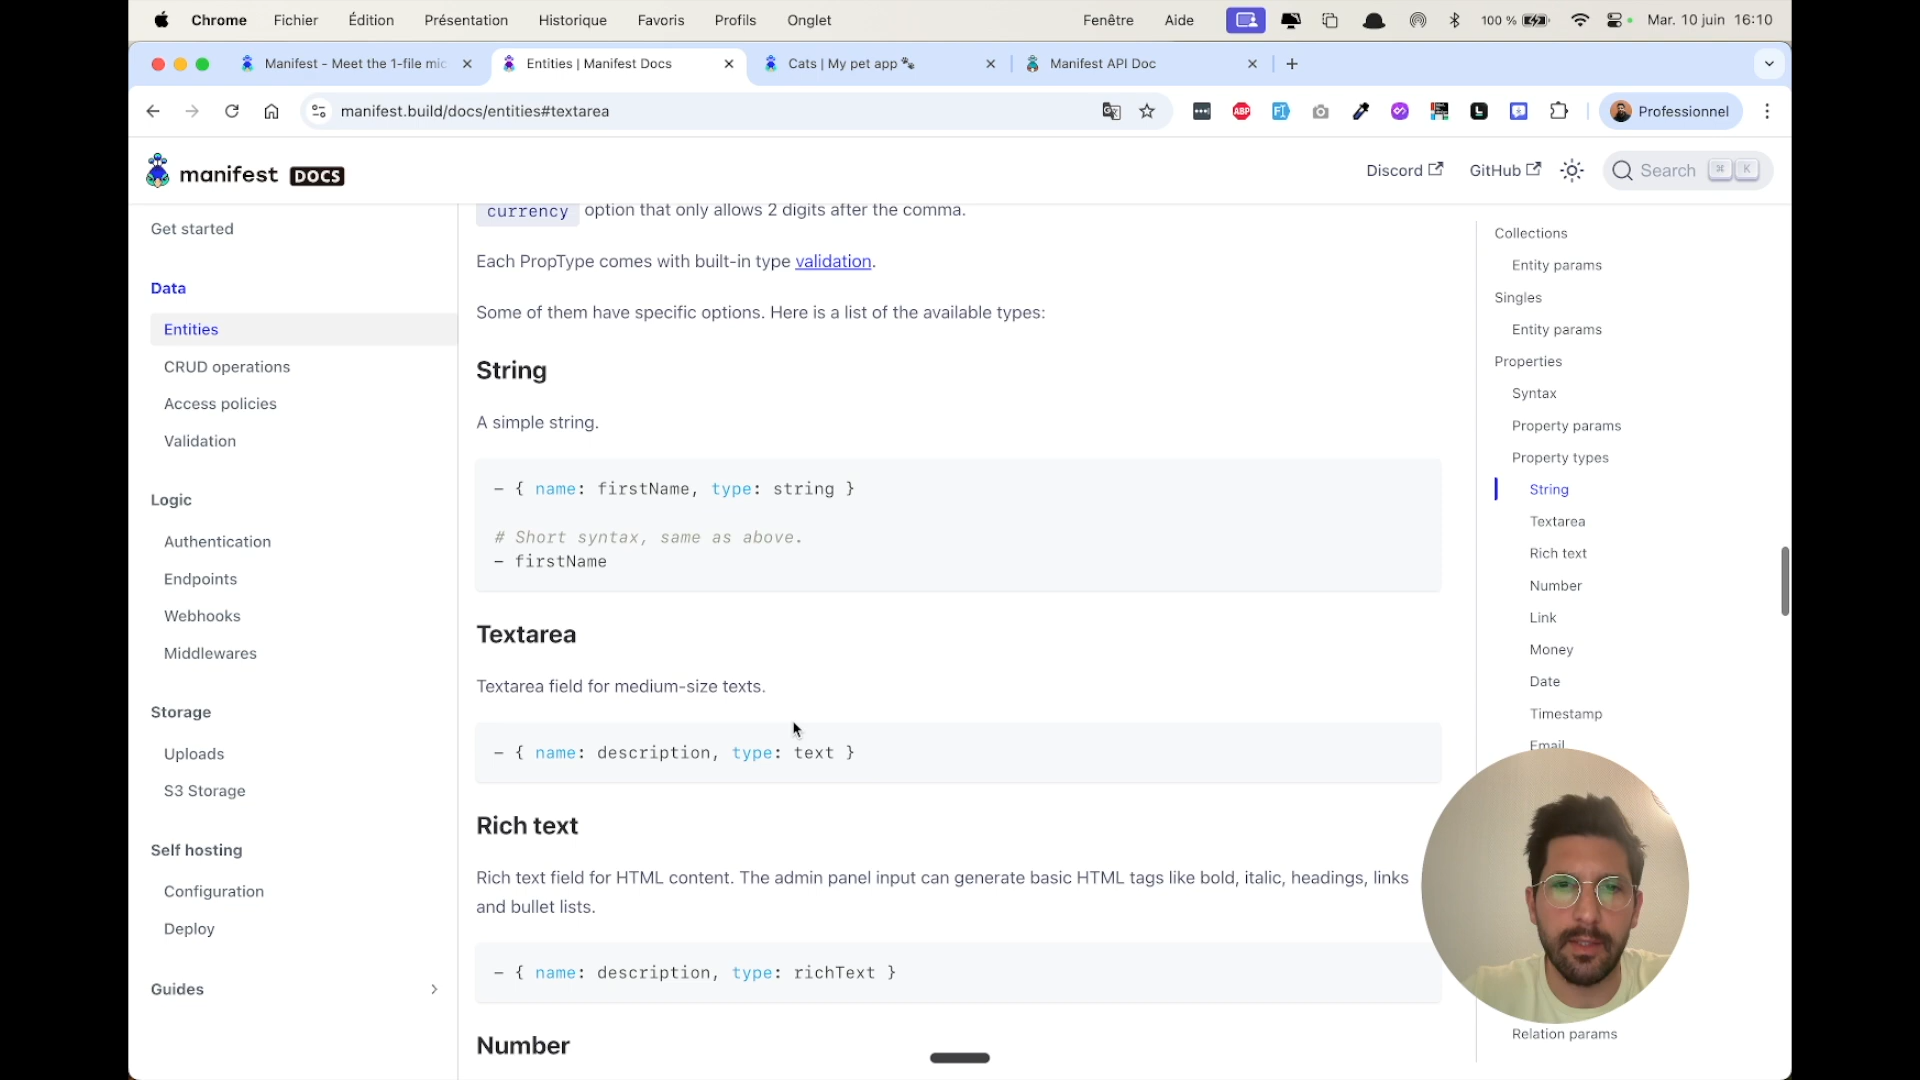 Chrome Fichier Édition Présentation Historique Favoris Profils Onglet Fenêtre Aide 100 % Mar. 10 juin 16:10
Manifest - Meet the 1-file mic Entities | Manifest Docs Cats | My pet app Manifest API Doc
manifest.build/docs/entities#textarea ABP Professionnel
manifest DOCS Discord GitHub Search ⌘ K
Get started
Data
Entities
CRUD operations
Access policies
Validation
Logic
Authentication
Endpoints
Webhooks
Middlewares
Storage
Uploads
S3 Storage
Self hosting
Configuration
Deploy
Guides
currency option that only allows 2 digits after the comma.
Each PropType comes with built-in type validation.
Some of them have specific options. Here is a list of the available types:
String
A simple string.
- { name: firstName, type: string }
# Short syntax, same as above.
- firstName
Textarea
Textarea field for medium-size texts.
- { name: description, type: text }
Rich text
Rich text field for HTML content. The admin panel input can generate basic HTML tags like bold, italic, headings, links
and bullet lists.
- { name: description, type: richText }
Number
Collections
Entity params
Singles
Entity params
Properties
Syntax
Property params
Property types
String
Textarea
Rich text
Number
Link
Money
Date
Timestamp
Email
Relation params